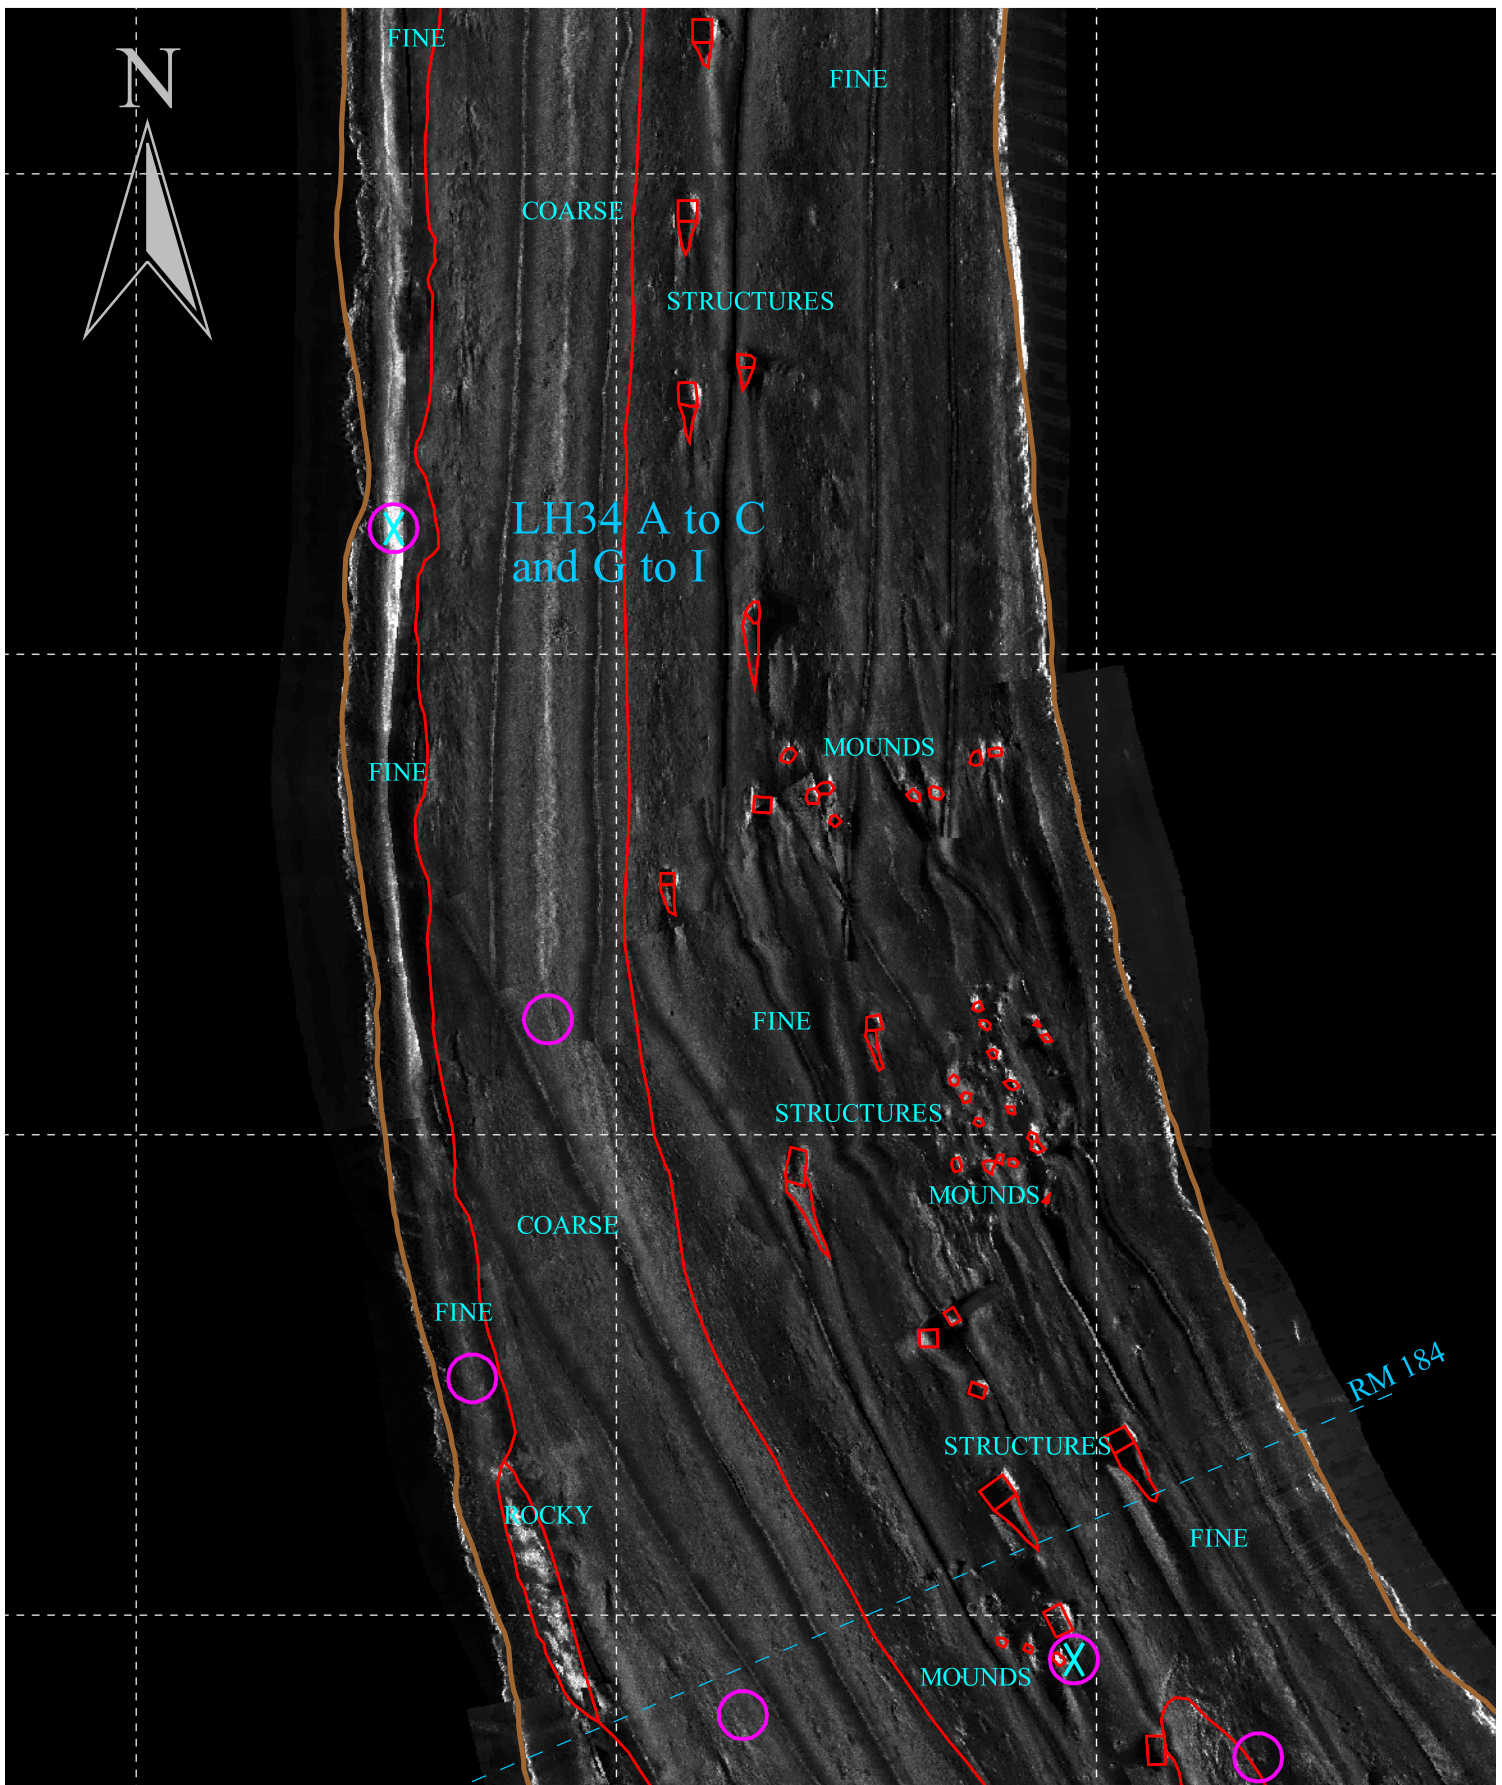 FINE
N
FINE
COARSE
STRUCTURES
LH34 A to C
and G to I
X
MOUNDS
FINE
FINE
STRUCTURES
MOUNDS
COARSE
FINE
RM 184
STRUCTURES
ROCKY
FINE
X
MOUNDS